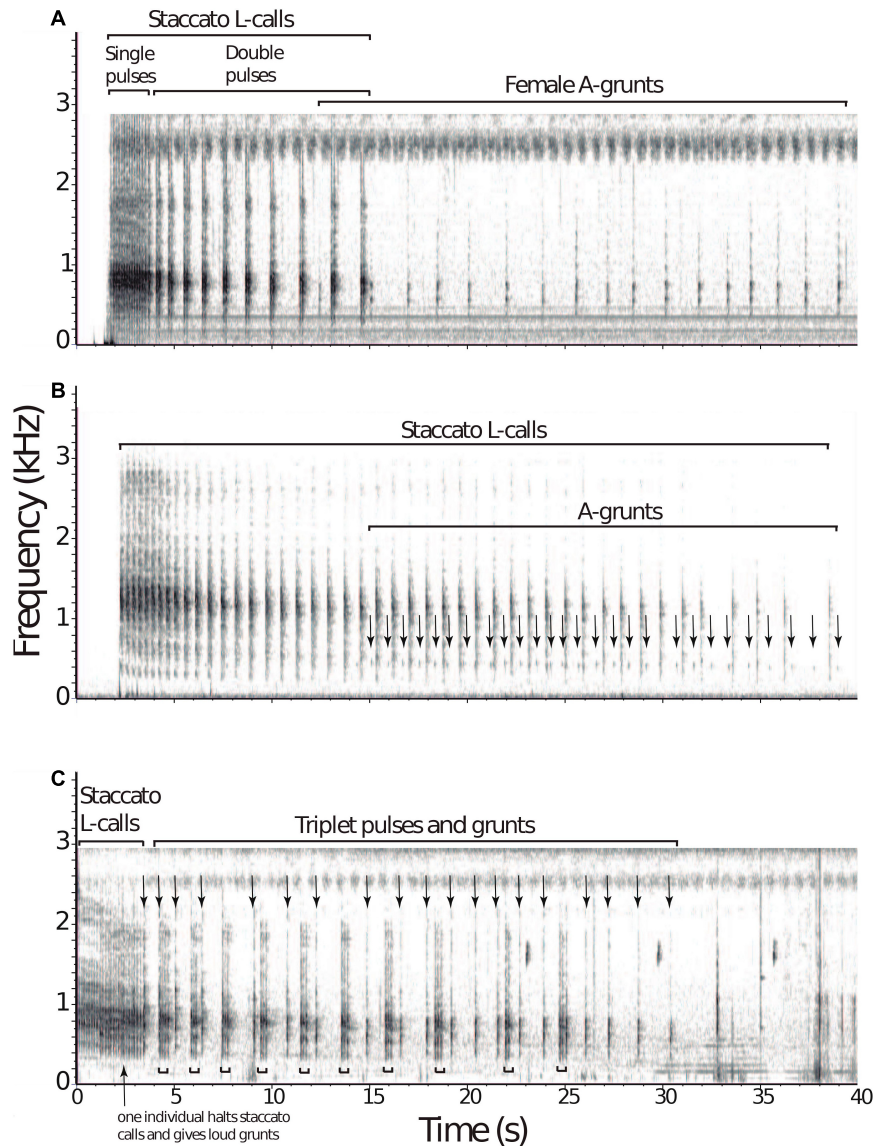 A
Staccato L-calls
Single
pulses
Double
pulses
Female A-grunts
3
2
1
0
B
Staccato L-calls
A-grunts
3
2
1
0
Frequency (kHz)
C
Staccato
L-calls
Triplet pulses and grunts
3
2
1
0
0 5 10 15 20 25 30 35 40
one individual halts staccato
calls and gives loud grunts
Time (s)